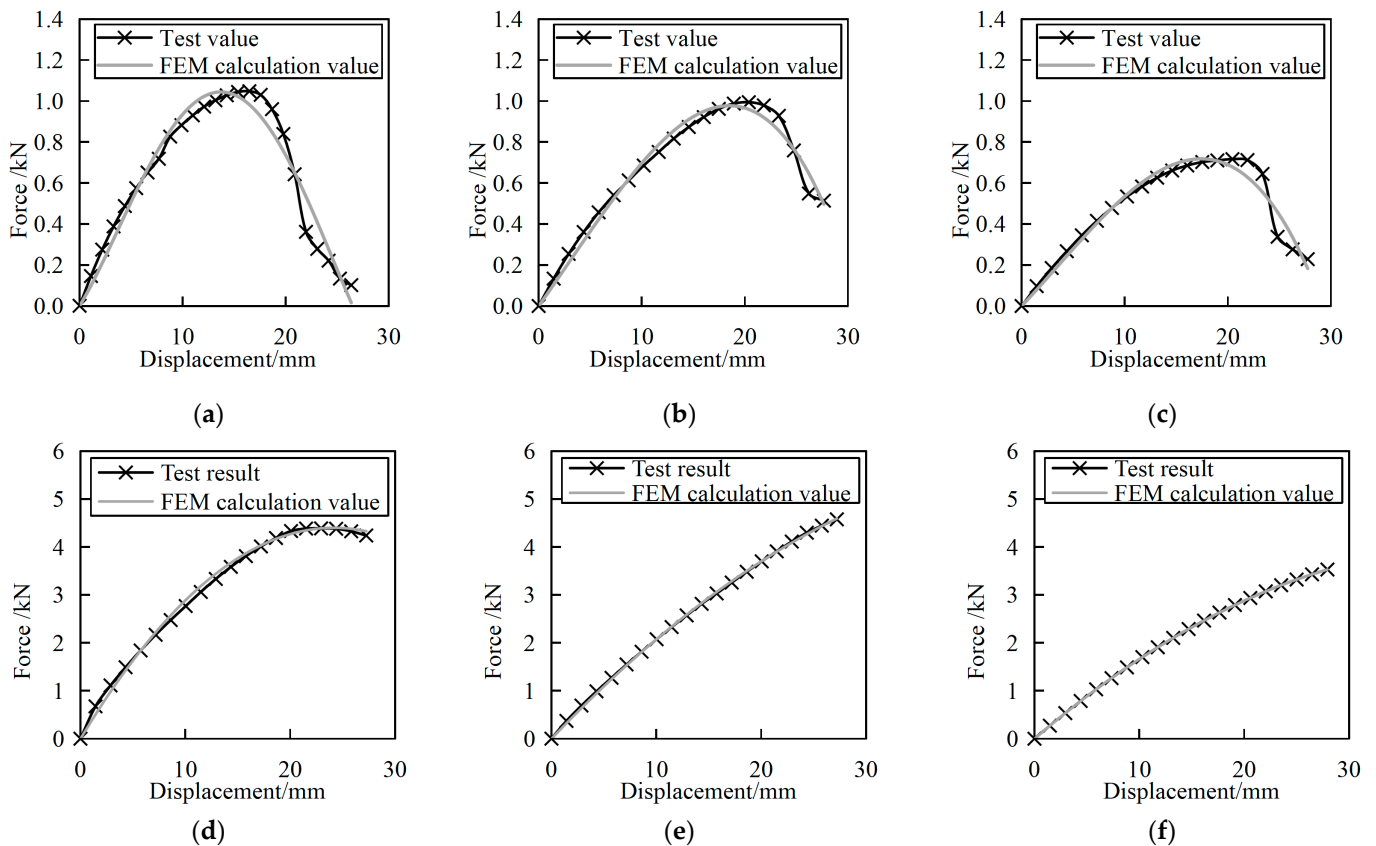 1.4
1.2
1.0
0.8
0.6
0.4
0.2
0.0
Force /kN
Test value
FEM calculation value
0 10 20 30
Displacement/mm
(a)
1.4
1.2
1.0
0.8
0.6
0.4
0.2
0.0
Force /kN
Test value
FEM calculation value
0 10 20 30
Displacement/mm
(b)
1.4
1.2
1.0
0.8
0.6
0.4
0.2
0.0
Force /kN
Test value
FEM calculation value
0 10 20 30
Displacement/mm
(c)
6
5
4
3
2
1
0
Force /kN
Test result
FEM calculation value
0 10 20 30
Displacement/mm
(d)
6
5
4
3
2
1
0
Force /kN
Test result
FEM calculation value
0 10 20 30
Displacement/mm
(e)
6
5
4
3
2
1
0
Force /kN
Test result
FEM calculation value
0 10 20 30
Displacement/mm
(f)